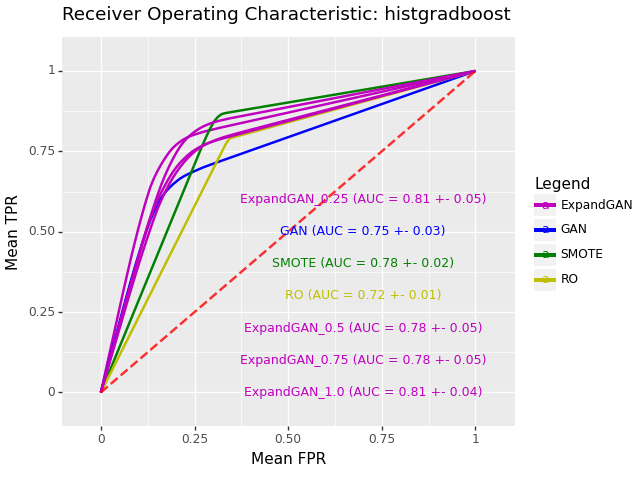 Receiver Operating Characteristic: histgradboost
Mean TPR
1
0.75
0.50
0.25
0
ExpandGAN_0.25 (AUC = 0.81 +- 0.05)
GAN (AUC = 0.75 +- 0.03)
SMOTE (AUC = 0.78 +- 0.02)
RO (AUC = 0.72 +- 0.01)
ExpandGAN_0.5 (AUC = 0.78 +- 0.05)
ExpandGAN_0.75 (AUC = 0.78 +- 0.05)
ExpandGAN_1.0 (AUC = 0.81 +- 0.04)
0
0.25
0.50
0.75
1
Mean FPR
Legend
a ExpandGAN
a GAN
a SMOTE
a RO